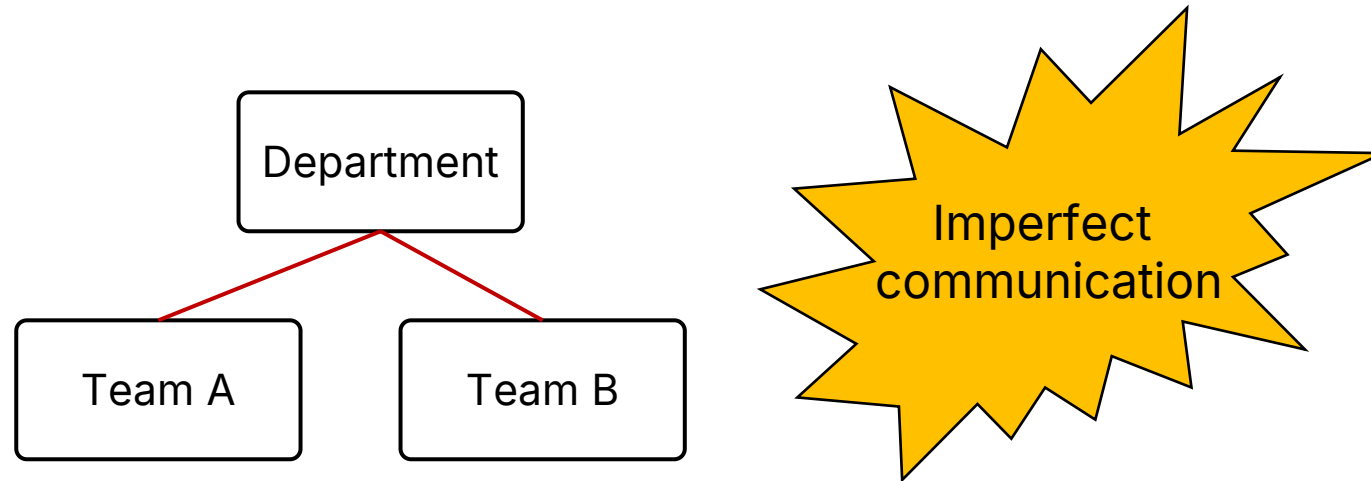 Department
Team A
Team B
Imperfect
communication